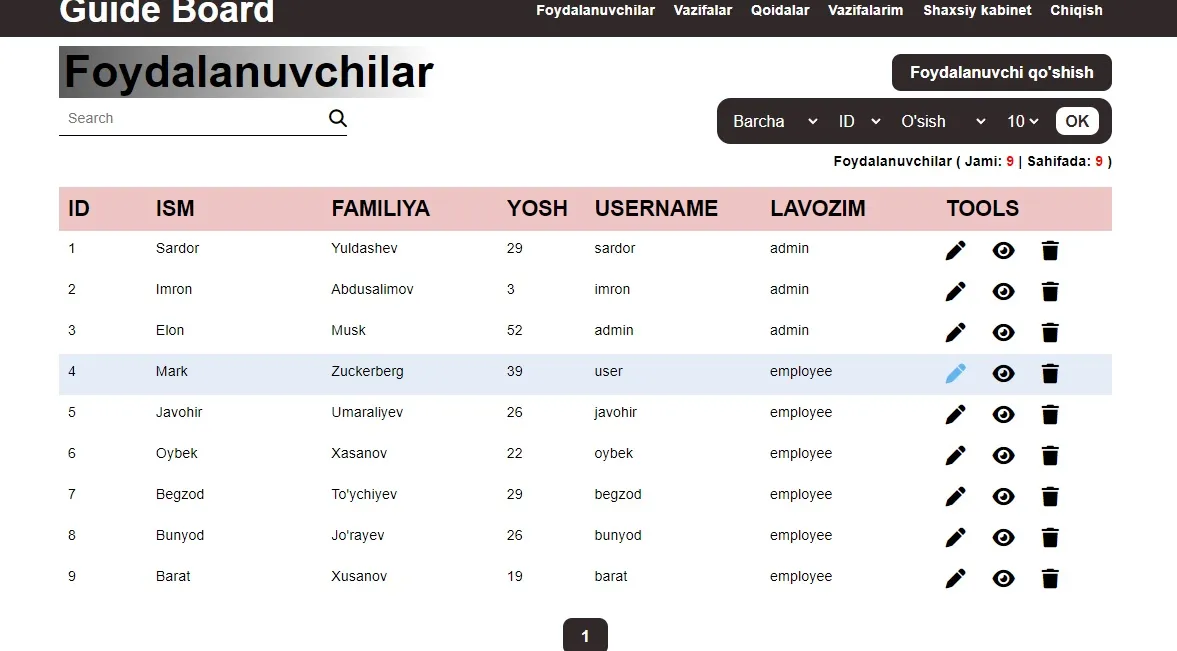 Guide Board
Foydalanuvchilar Vazifalar Qoidalar Vazifalarim Shaxsiy kabinet Chiqish
Foydalanuvchilar
Foydalanuvchi qo'shish
Search
Barcha ID O'sish 10 OK
Foydalanuvchilar ( Jami: 9 | Sahifada: 9 )
ID ISM FAMILIYA YOSH USERNAME LAVOZIM TOOLS
1 Sardor Yuldashev 29 sardor admin
2 Imron Abdusalimov 3 imron admin
3 Elon Musk 52 admin admin
4 Mark Zuckerberg 39 user employee
5 Javohir Umaraliyev 26 javohir employee
6 Oybek Xasanov 22 oybek employee
7 Begzod To'ychiyev 29 begzod employee
8 Bunyod Jo'rayev 26 bunyod employee
9 Barat Xusanov 19 barat employee
1